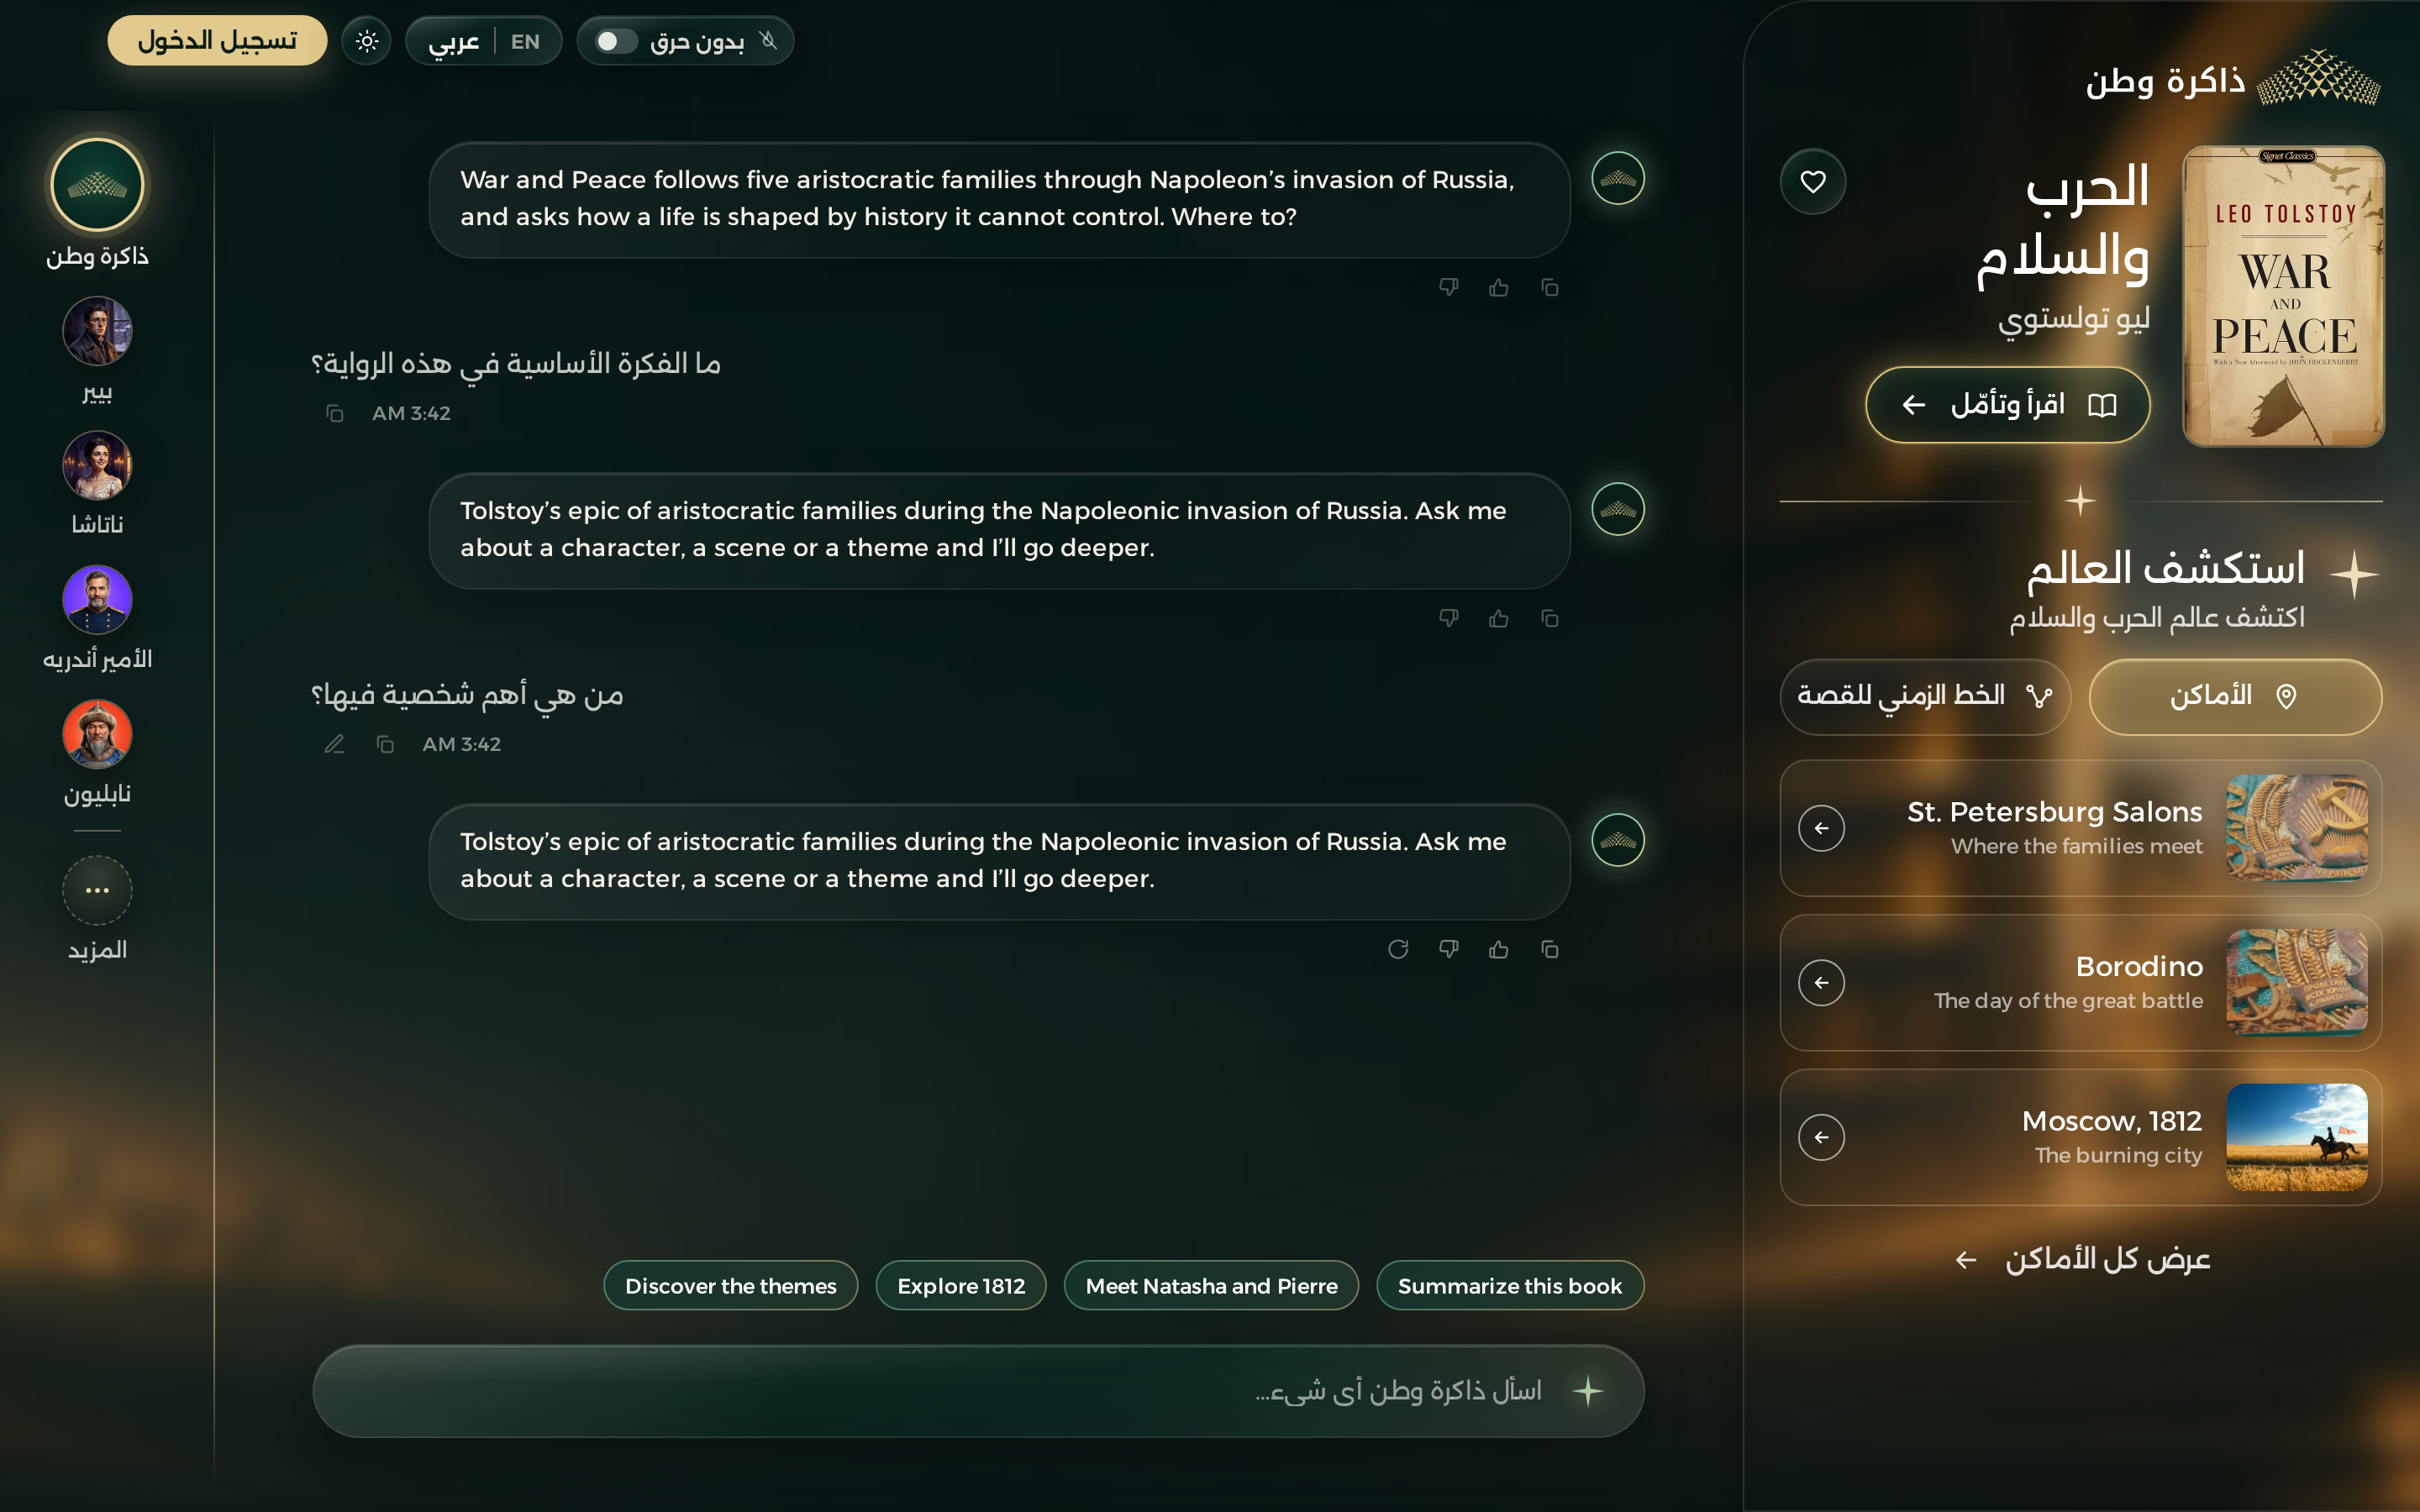 ذاكرة وطن
بدون حرق
EN
عربي
تسجيل الدخول
Signet Classics
LEO TOLSTOY
WAR
AND
PEACE
With a New Afterword by JOHN HOCKENBERRY
الحرب
والسلام
ليو تولستوي
اقرأ وتأمّل
استكشف العالم
اكتشف عالم الحرب والسلام
الأماكن
الخط الزمني للقصة
St. Petersburg Salons
Where the families meet
Borodino
The day of the great battle
Moscow, 1812
The burning city
عرض كل الأماكن
War and Peace follows five aristocratic families through Napoleon’s invasion of Russia,
and asks how a life is shaped by history it cannot control. Where to?
ما الفكرة الأساسية في هذه الرواية؟
3:42 AM
Tolstoy’s epic of aristocratic families during the Napoleonic invasion of Russia. Ask me
about a character, a scene or a theme and I’ll go deeper.
من هي أهم شخصية فيها؟
3:42 AM
Tolstoy’s epic of aristocratic families during the Napoleonic invasion of Russia. Ask me
about a character, a scene or a theme and I’ll go deeper.
Summarize this book
Meet Natasha and Pierre
Explore 1812
Discover the themes
اسأل ذاكرة وطن أي شيء...
ذاكرة وطن
بيير
ناتاشا
الأمير أندريه
نابليون
المزيد